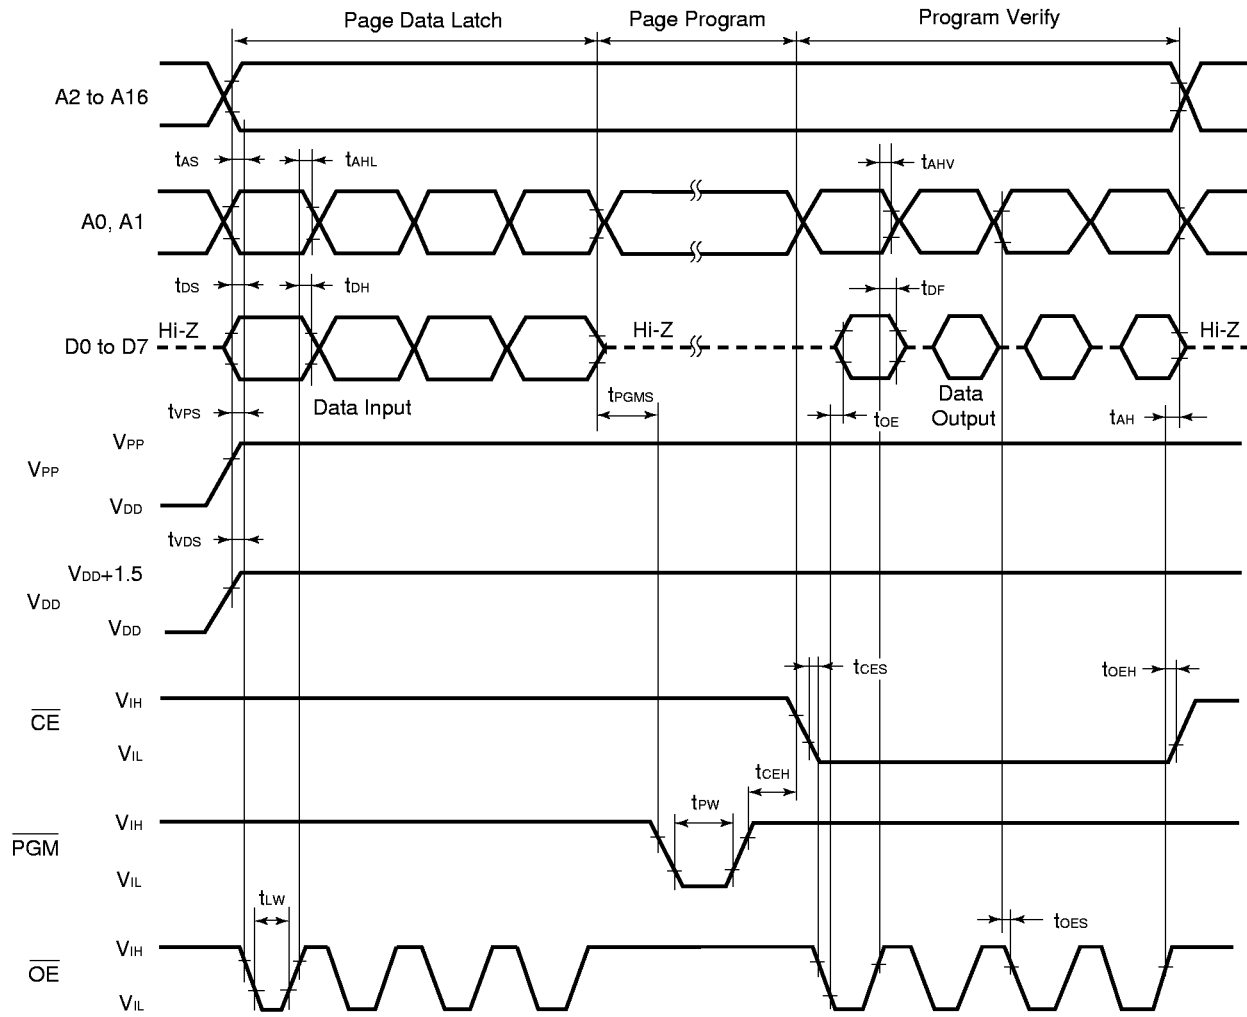 Page Data Latch
Page Program
Program Verify
A2 to A16
tAS
tAHL
tAHV
A0, A1
tDS
tDH
tDF
Hi-Z
Hi-Z
Hi-Z
D0 to D7
Data Input
Data
Output
tVPS
tPGMS
tOE
tAH
VPP
VPP
VDD
tVDS
VDD+1.5
VDD
VDD
tCES
tOEH
VIH
CE
VIL
tCEH
tPW
VIH
PGM
VIL
tLW
tOES
VIH
OE
VIL